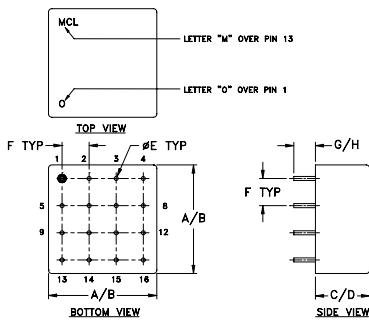 MCL
LETTER "M" OVER PIN 13
O
LETTER "O" OVER PIN 1
TOP VIEW
F TYP
øE TYP
G/H
1 2 3 4
F TYP
5 8
A/B
9 12
13 14 15 16
A/B
C/D
BOTTOM VIEW
SIDE VIEW